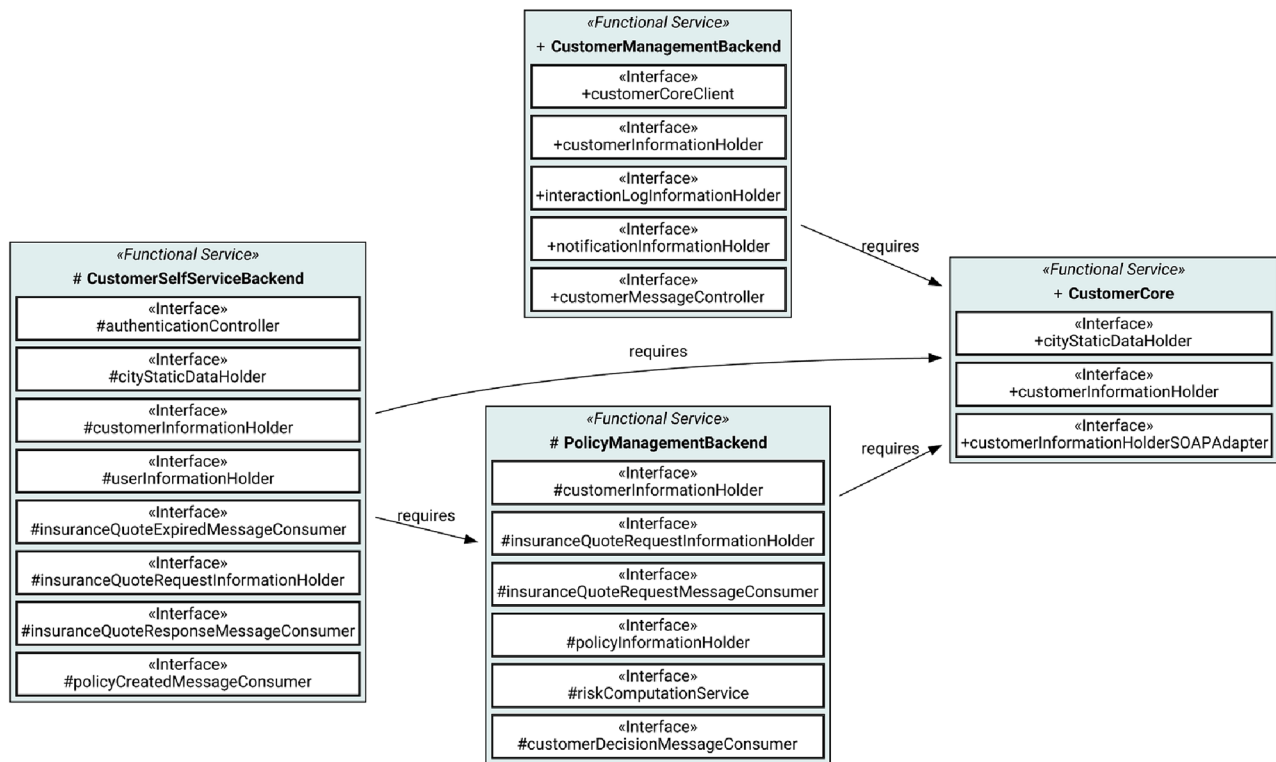 «Functional Service»
+ CustomerManagementBackend
«Interface»
+customerCoreClient
«Interface»
+customerInformationHolder
«Interface»
+interactionLogInformationHolder
«Interface»
+notificationInformationHolder
«Interface»
+customerMessageController
requires
«Functional Service»
# CustomerSelfServiceBackend
«Interface»
#authenticationController
«Interface»
#cityStaticDataHolder
«Interface»
#customerInformationHolder
«Interface»
#userInformationHolder
«Interface»
#insuranceQuoteExpiredMessageConsumer
«Interface»
#insuranceQuoteRequestInformationHolder
«Interface»
#insuranceQuoteResponseMessageConsumer
«Interface»
#policyCreatedMessageConsumer
requires
requires
«Functional Service»
# PolicyManagementBackend
«Interface»
#customerInformationHolder
«Interface»
#insuranceQuoteRequestInformationHolder
«Interface»
#insuranceQuoteRequestMessageConsumer
«Interface»
#policyInformationHolder
«Interface»
#riskComputationService
«Interface»
#customerDecisionMessageConsumer
requires
«Functional Service»
+ CustomerCore
«Interface»
+cityStaticDataHolder
«Interface»
+customerInformationHolder
«Interface»
+customerInformationHolderSOAPAdapter